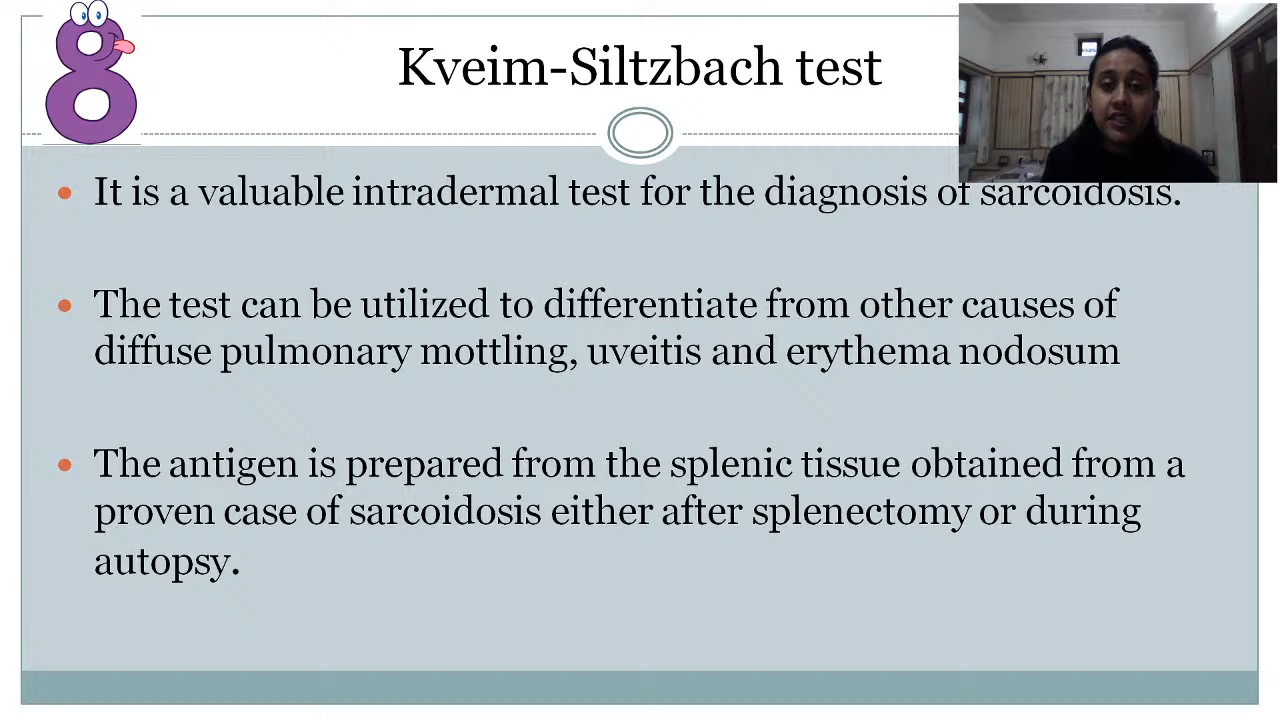 8
Kveim-Siltzbach test
It is a valuable intradermal test for the diagnosis of sarcoidosis.
The test can be utilized to differentiate from other causes of
diffuse pulmonary mottling, uveitis and erythema nodosum
The antigen is prepared from the splenic tissue obtained from a
proven case of sarcoidosis either after splenectomy or during
autopsy.